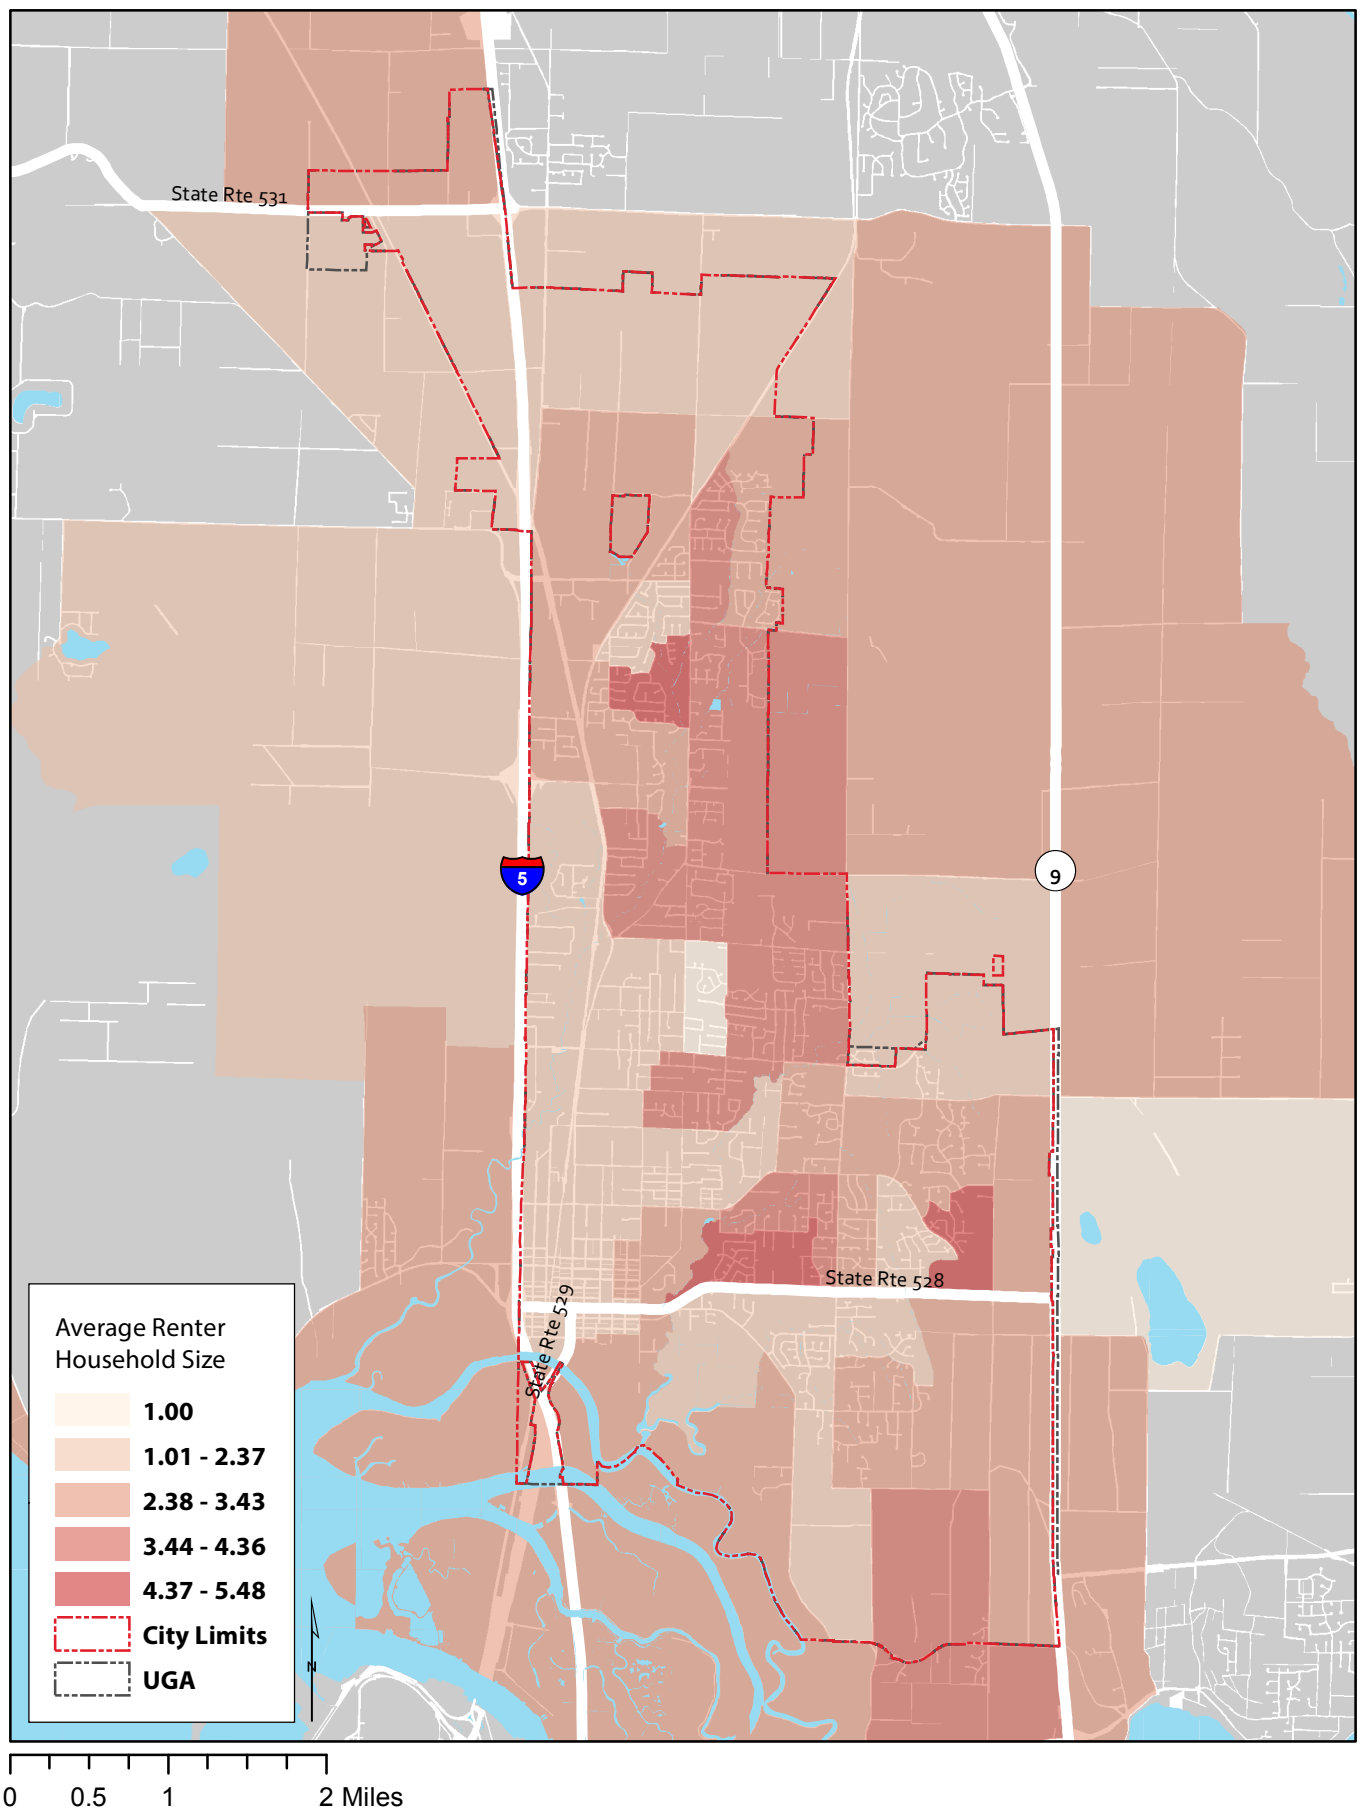 State Rte 531
5
9
State Rte 528
State Rte 529
Average Renter
Household Size
1.00
1.01 - 2.37
2.38 - 3.43
3.44 - 4.36
4.37 - 5.48
City Limits
UGA
N
0 0.5 1 2 Miles